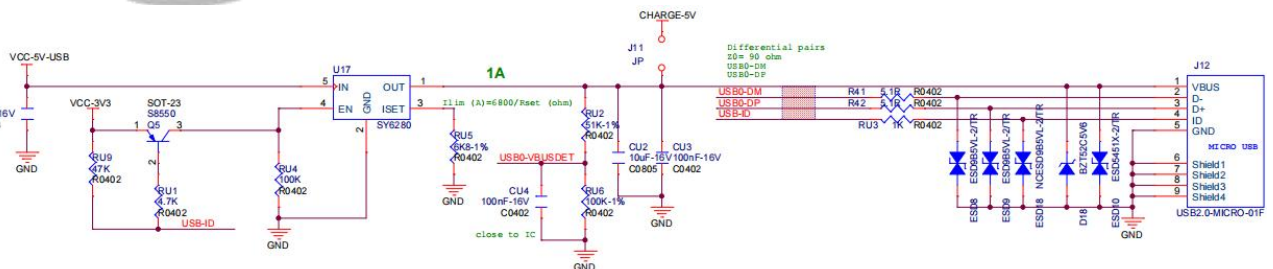 CHARGE-5V
J11
JP
VCC-5V-USB
VCC-3V3
SOT-23
S8550
Q5
1
3
2
RU9
47K
R0402
RU1
4.7K
R0402
USB-ID
RU4
100K
R0402
GND
GND
U17
5
IN
OUT
1
4
EN
GND
ISET
3
2
SY6280
1A
Ilim (A)=6800/Rset (ohm)
RU5
6K8-1%
R0402
GND
RU2
51K-1%
R0402
USB0-VBUSDET
CU4
100nF-16V
C0402
close to IC
RU6
100K-1%
R0402
GND
CU2
10uF-16V
C0805
CU3
100nF-16V
C0402
GND
Differential pairs
Z0= 90 ohm
USB0-DM
USB0-DP
USB0-DM
USB0-DP
USB-ID
R41
5.1R
R0402
R42
5.1R
R0402
RU3
1K
R0402
ESD9B5VL-2/TR
ESD9B5VL-2/TR
NCESD9B5VL-2/TR
BZT52C5V6
ESD5451X-2/TR
ESD8
ESD9
ESD18
D18
ESD10
GND
J12
1
VBUS
2
D-
3
D+
4
ID
5
GND
MICRO USB
6
Shield1
7
Shield2
8
Shield3
9
Shield4
USB2.0-MICRO-01F